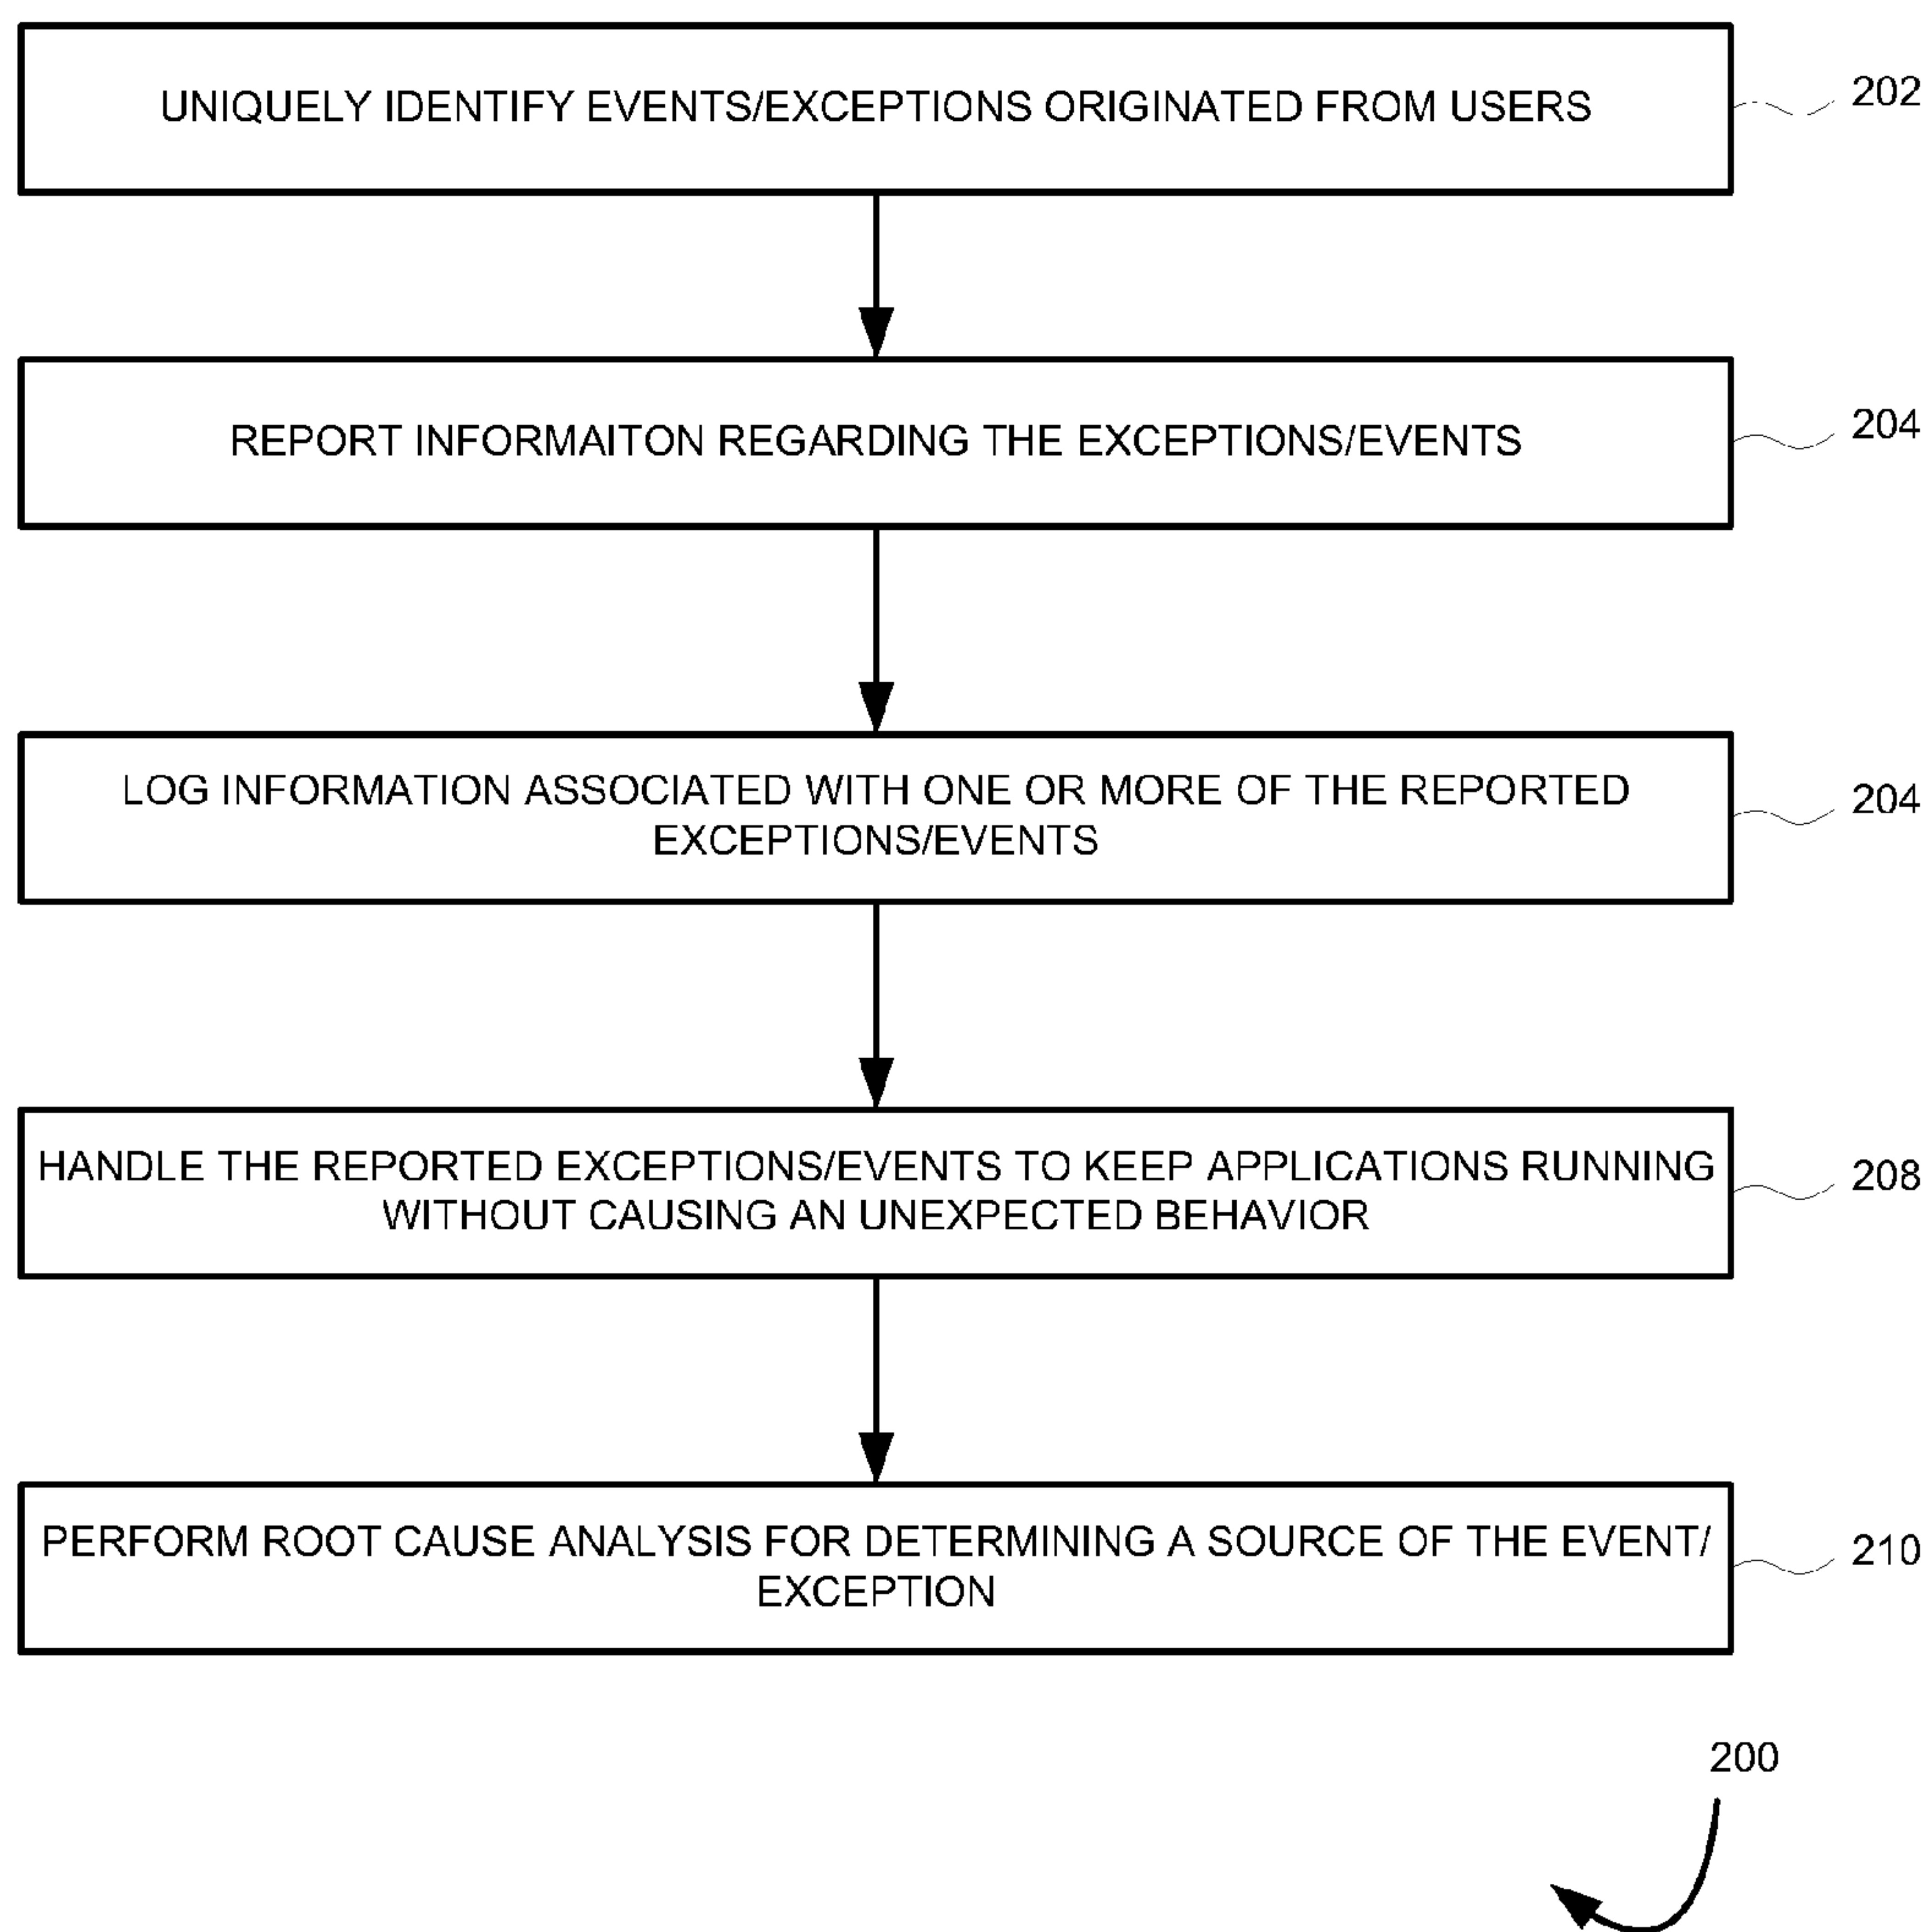 UNIQUELY IDENTIFY EVENTS/EXCEPTIONS ORIGINATED FROM USERS
202
REPORT INFORMAITON REGARDING THE EXCEPTIONS/EVENTS
204
LOG INFORMATION ASSOCIATED WITH ONE OR MORE OF THE REPORTED
EXCEPTIONS/EVENTS
204
HANDLE THE REPORTED EXCEPTIONS/EVENTS TO KEEP APPLICATIONS RUNNING
WITHOUT CAUSING AN UNEXPECTED BEHAVIOR
208
PERFORM ROOT CAUSE ANALYSIS FOR DETERMINING A SOURCE OF THE EVENT/
EXCEPTION
210
200